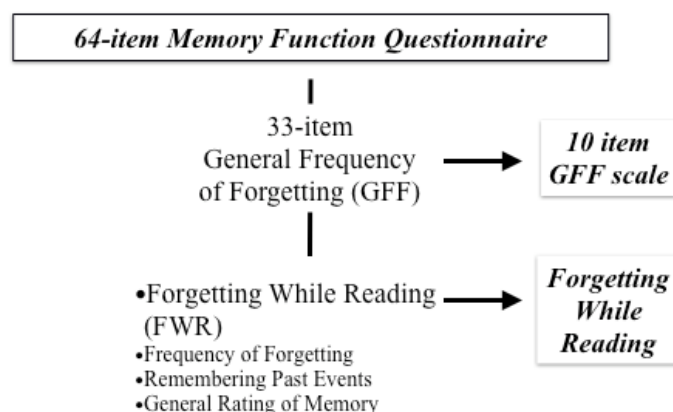 64-item Memory Function Questionnaire
33-item
General Frequency
of Forgetting (GFF)
10 item
GFF scale
•Forgetting While Reading
(FWR)
•Frequency of Forgetting
•Remembering Past Events
•General Rating of Memory
Forgetting
While
Reading